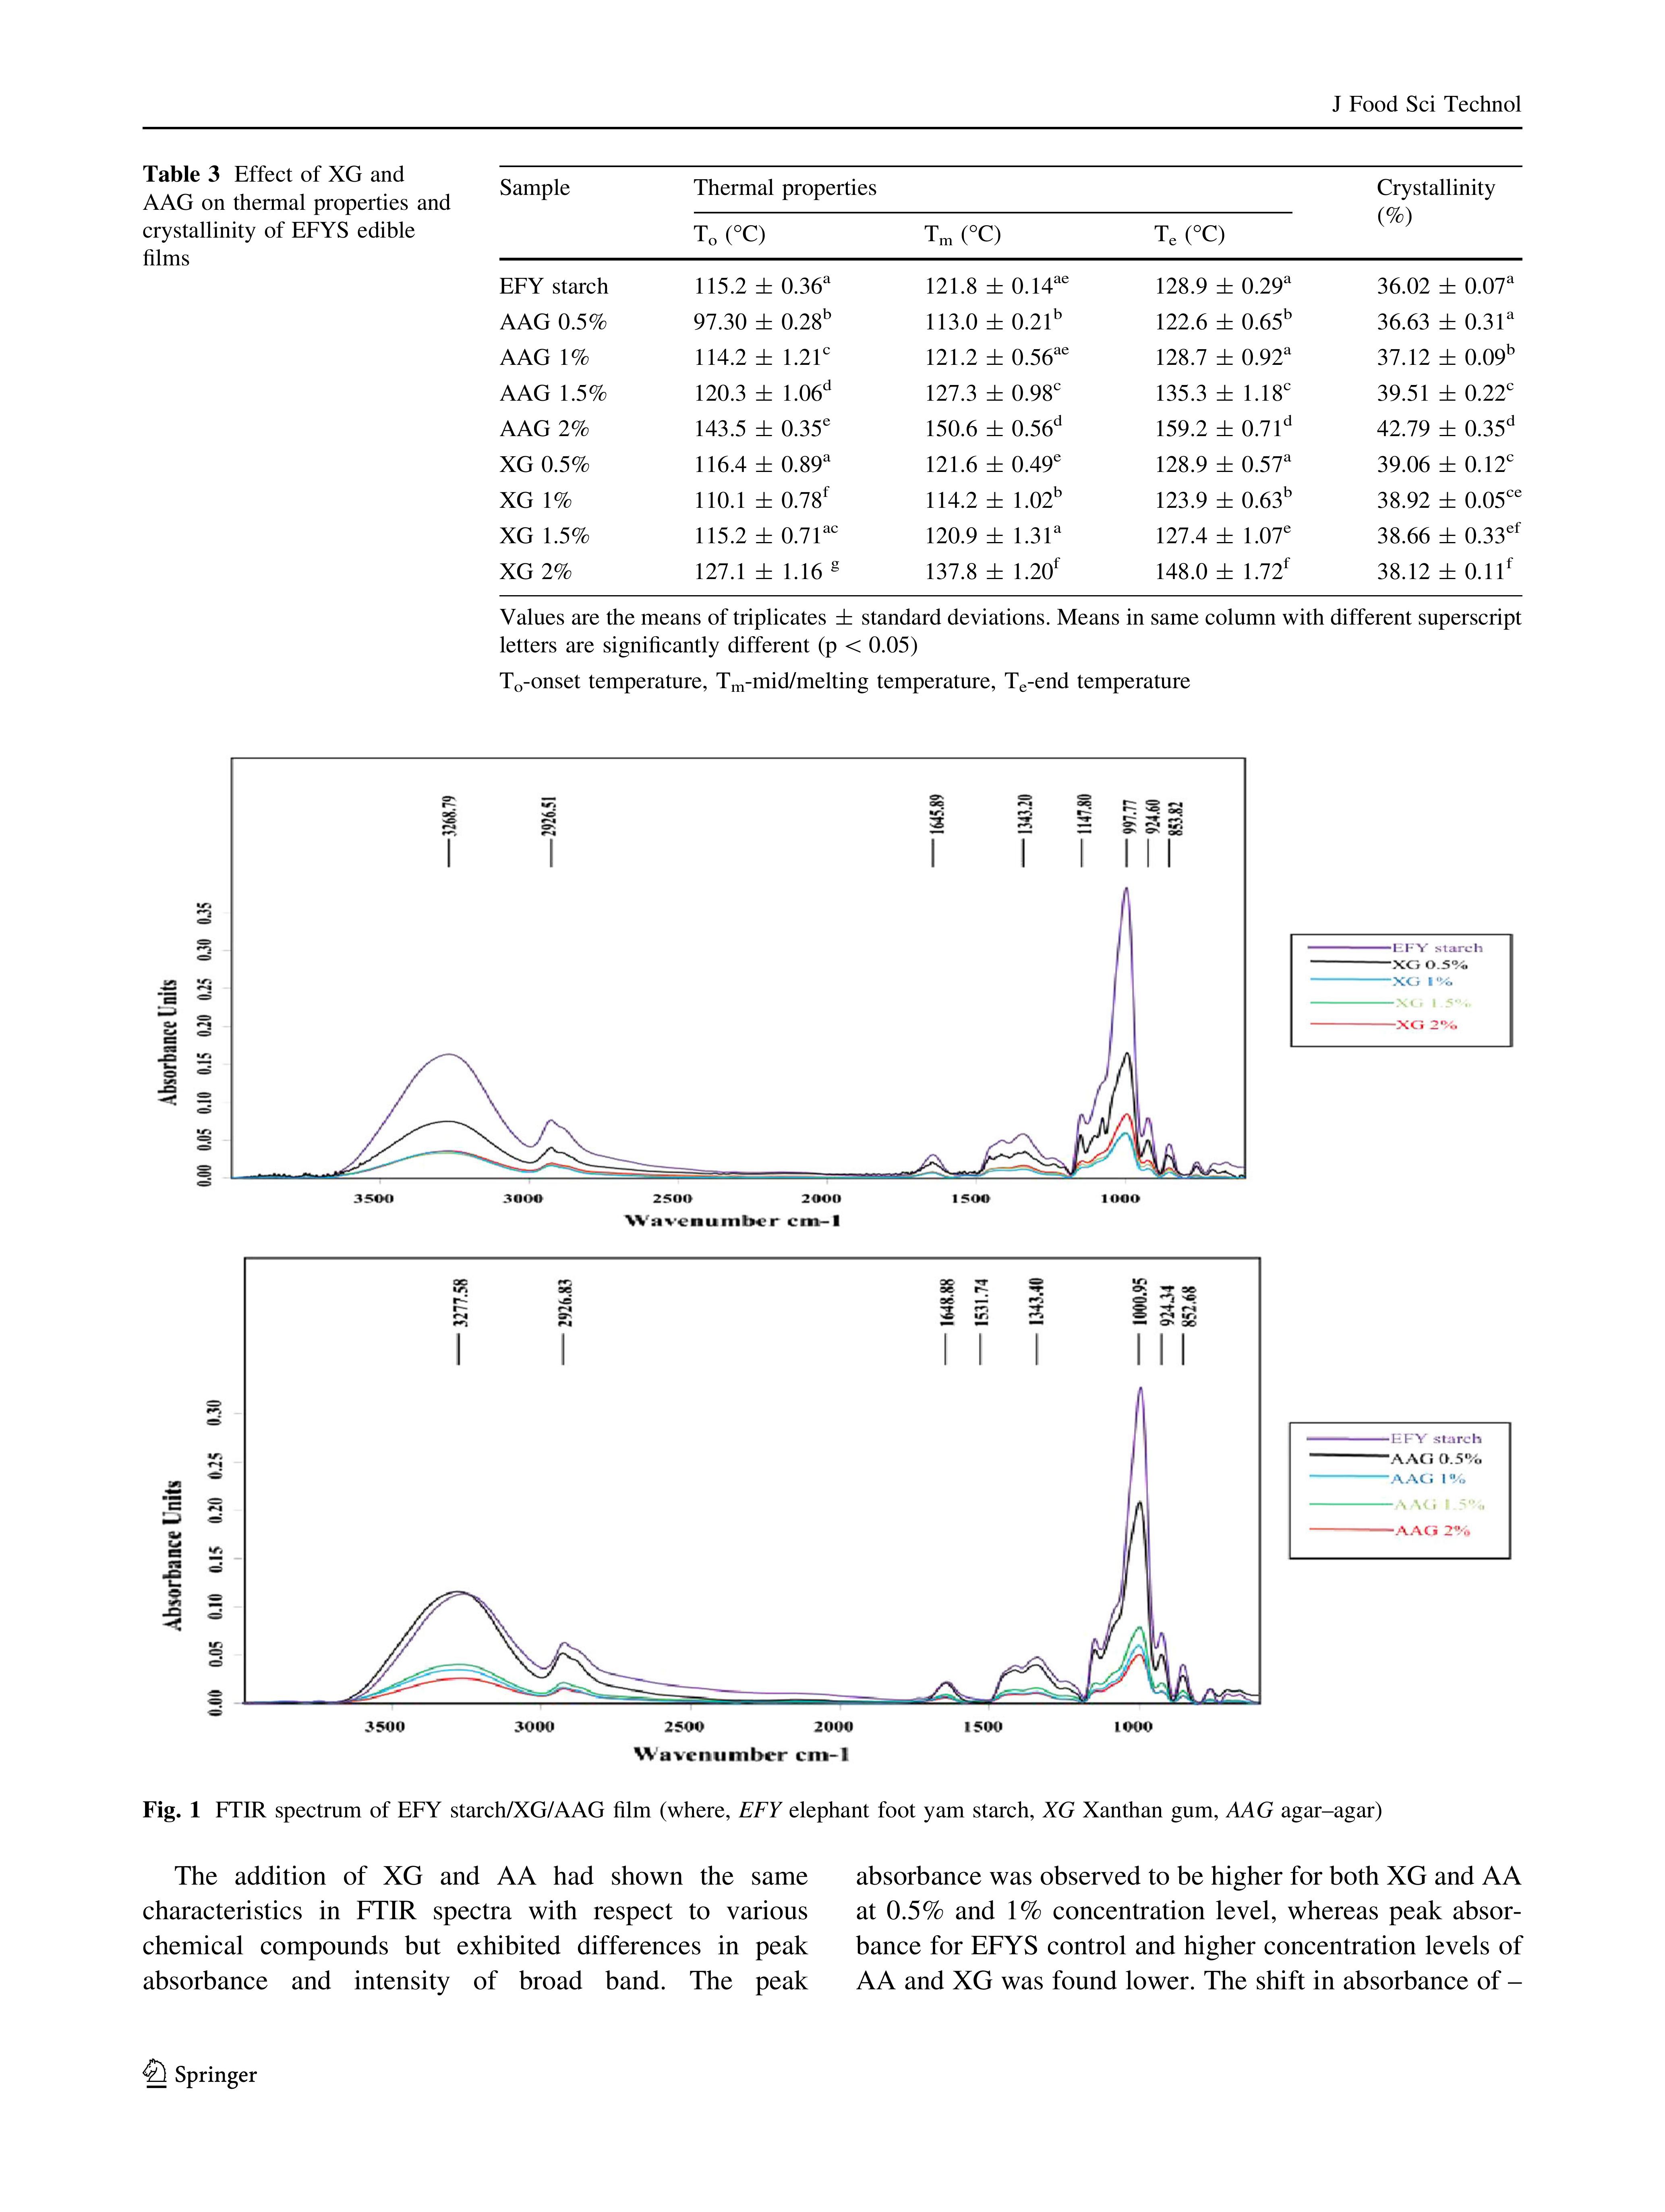 J Food Sci Technol
Table 3 Effect of XG and
AAG on thermal properties and
crystallinity of EFYS edible
films
Sample Thermal properties Crystallinity
(%)
To (°C) Tm (°C) Te (°C)
EFY starch 115.2 ± 0.36a 121.8 ± 0.14ae 128.9 ± 0.29a 36.02 ± 0.07a
AAG 0.5% 97.30 ± 0.28b 113.0 ± 0.21b 122.6 ± 0.65b 36.63 ± 0.31a
AAG 1% 114.2 ± 1.21c 121.2 ± 0.56ae 128.7 ± 0.92a 37.12 ± 0.09b
AAG 1.5% 120.3 ± 1.06d 127.3 ± 0.98c 135.3 ± 1.18c 39.51 ± 0.22c
AAG 2% 143.5 ± 0.35e 150.6 ± 0.56d 159.2 ± 0.71d 42.79 ± 0.35d
XG 0.5% 116.4 ± 0.89a 121.6 ± 0.49e 128.9 ± 0.57a 39.06 ± 0.12c
XG 1% 110.1 ± 0.78f 114.2 ± 1.02b 123.9 ± 0.63b 38.92 ± 0.05ce
XG 1.5% 115.2 ± 0.71ac 120.9 ± 1.31a 127.4 ± 1.07e 38.66 ± 0.33ef
XG 2% 127.1 ± 1.16 g 137.8 ± 1.20f 148.0 ± 1.72f 38.12 ± 0.11f
Values are the means of triplicates ± standard deviations. Means in same column with different superscript
letters are significantly different (p < 0.05)
To-onset temperature, Tm-mid/melting temperature, Te-end temperature
3268.79 2926.51 1645.89 1343.20 1147.80 997.77 924.60 853.82
Absorbance Units
0.00 0.05 0.10 0.15 0.20 0.25 0.30 0.35
3500 3000 2500 2000 1500 1000
Wavenumber cm-1
EFY starch
XG 0.5%
XG 1%
XG 1.5%
XG 2%
3277.58 2926.83 1648.88 1531.74 1343.40 1000.95 924.34 852.68
Absorbance Units
0.00 0.05 0.10 0.15 0.20 0.25 0.30
3500 3000 2500 2000 1500 1000
Wavenumber cm-1
EFY starch
AAG 0.5%
AAG 1%
AAG 1.5%
AAG 2%
Fig. 1 FTIR spectrum of EFY starch/XG/AAG film (where, EFY elephant foot yam starch, XG Xanthan gum, AAG agar–agar)
The addition of XG and AA had shown the same
characteristics in FTIR spectra with respect to various
chemical compounds but exhibited differences in peak
absorbance and intensity of broad band. The peak
absorbance was observed to be higher for both XG and AA
at 0.5% and 1% concentration level, whereas peak absor-
bance for EFYS control and higher concentration levels of
AA and XG was found lower. The shift in absorbance of –
Springer